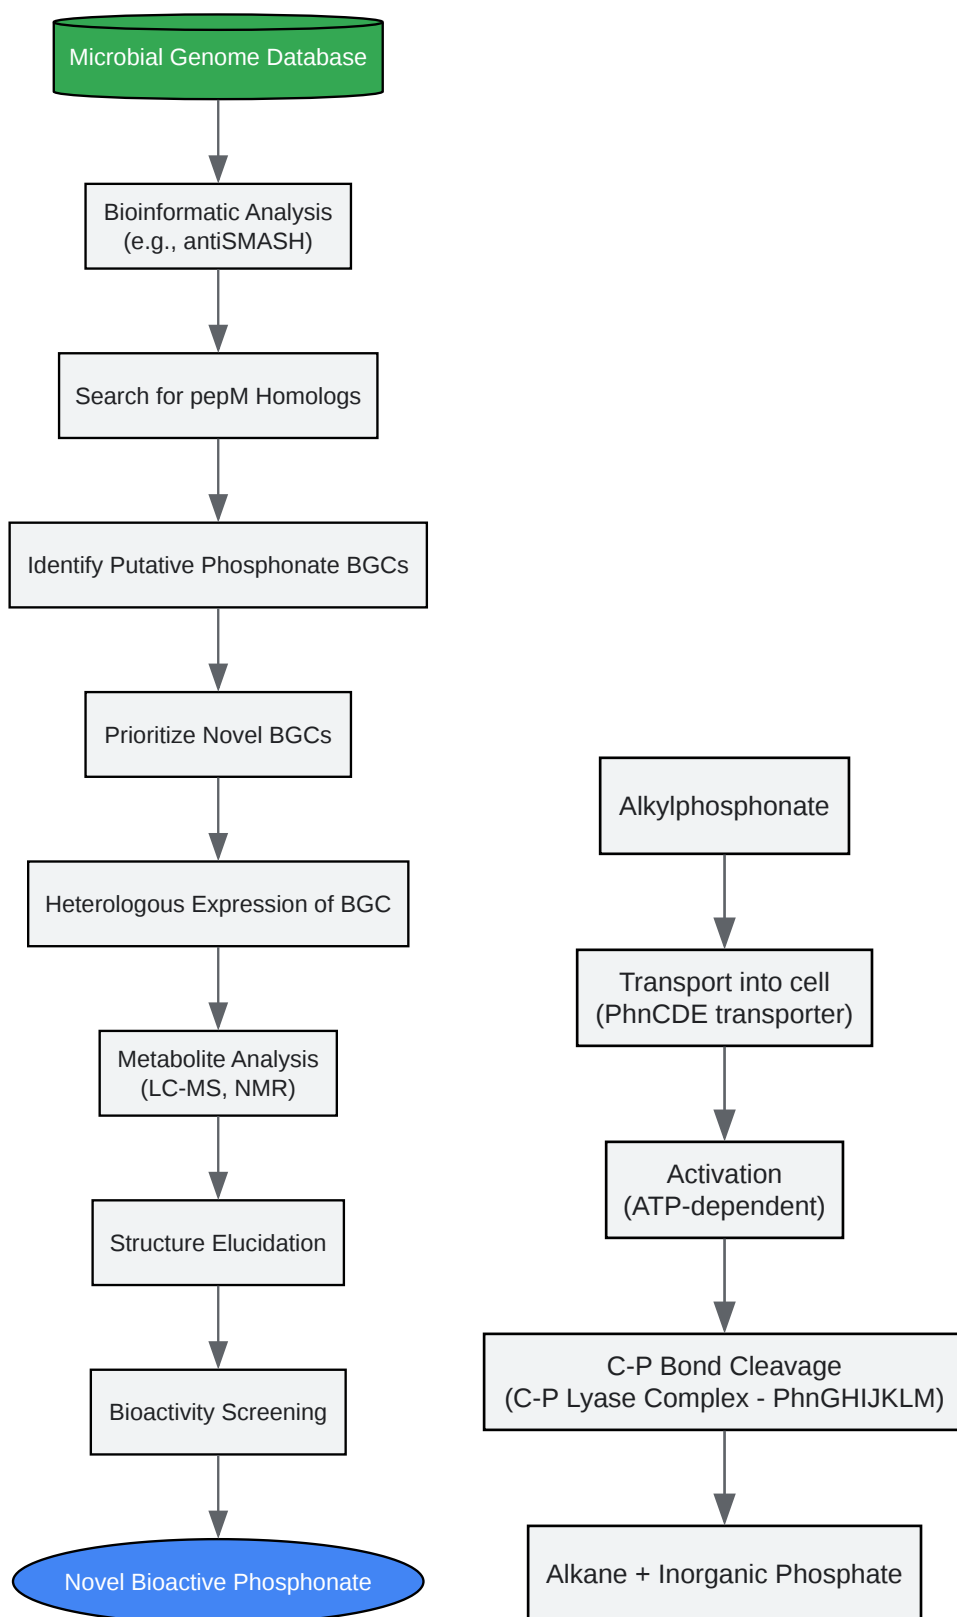 Microbial Genome Database
Bioinformatic Analysis
(e.g., antiSMASH)
Search for pepM Homologs
Identify Putative Phosphonate BGCs
Prioritize Novel BGCs
Heterologous Expression of BGC
Metabolite Analysis
(LC-MS, NMR)
Structure Elucidation
Bioactivity Screening
Novel Bioactive Phosphonate
Alkylphosphonate
Transport into cell
(PhnCDE transporter)
Activation
(ATP-dependent)
C-P Bond Cleavage
(C-P Lyase Complex - PhnGHIJKLM)
Alkane + Inorganic Phosphate